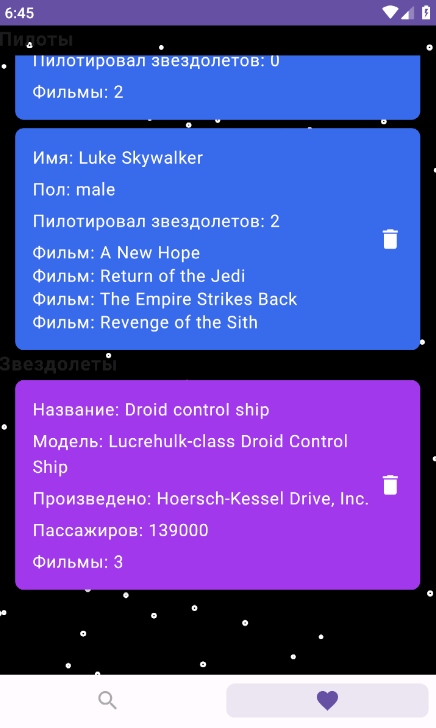 6:45
Пилоты
Пилотировал звездолетов: 0
Фильмы: 2
Имя: Luke Skywalker
Пол: male
Пилотировал звездолетов: 2
Фильм: A New Hope
Фильм: Return of the Jedi
Фильм: The Empire Strikes Back
Фильм: Revenge of the Sith
Звездолеты
Название: Droid control ship
Модель: Lucrehulk-class Droid Control
Ship
Произведено: Hoersch-Kessel Drive, Inc.
Пассажиров: 139000
Фильмы: 3